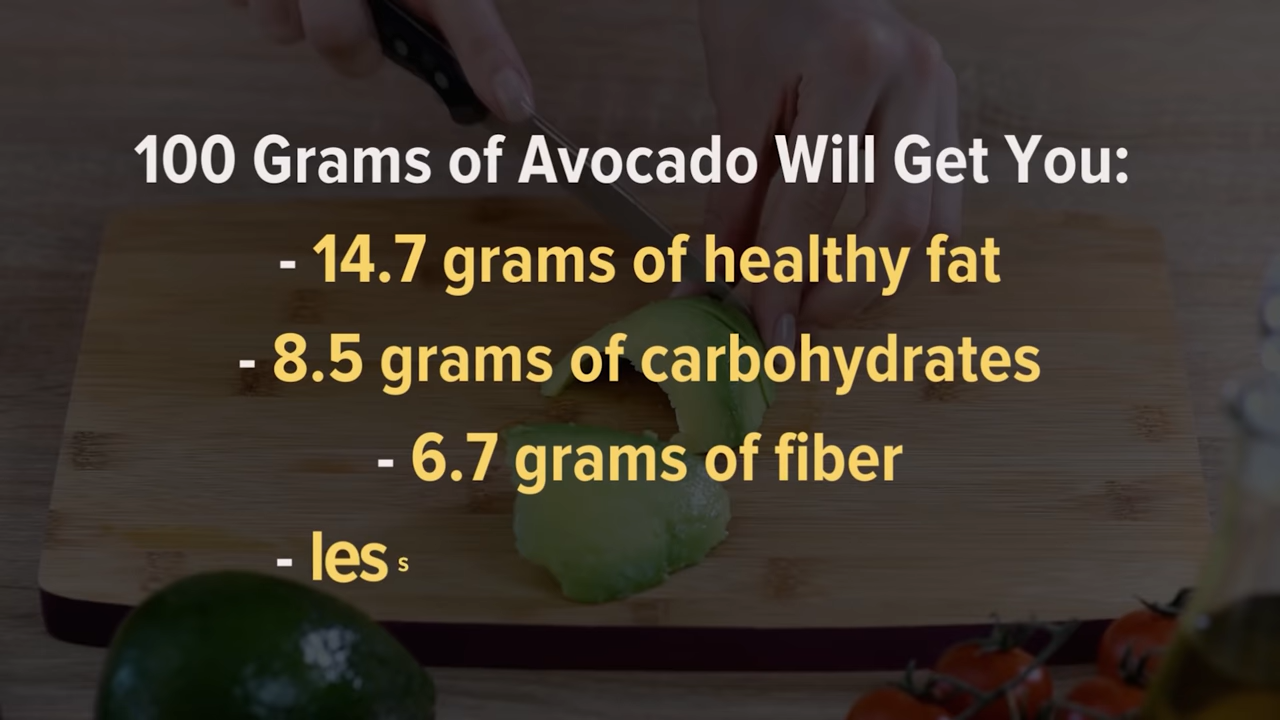 100 Grams of Avocado Will Get You:
- 14.7 grams of healthy fat
- 8.5 grams of carbohydrates
- 6.7 grams of fiber
- less